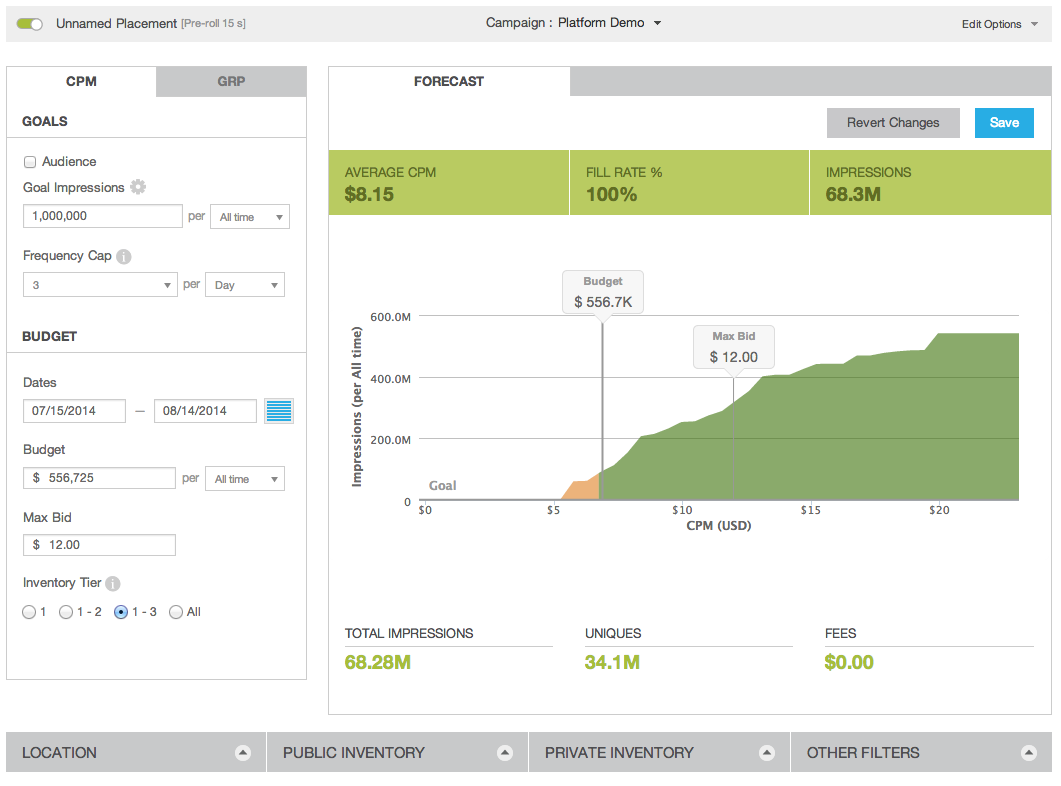 Unnamed Placement [Pre-roll 15 s]
Campaign : Platform Demo
Edit Options
CPM
GRP
GOALS
Audience
Goal Impressions
1,000,000 per All time
Frequency Cap i
3 per Day
BUDGET
Dates
07/15/2014 — 08/14/2014
Budget
$ 556,725 per All time
Max Bid
$ 12.00
Inventory Tier i
1 1 - 2 1 - 3 All
FORECAST
Revert Changes
Save
AVERAGE CPM
$8.15
FILL RATE %
100%
IMPRESSIONS
68.3M
Budget
$ 556.7K
Max Bid
$ 12.00
Impressions (per All time)
600.0M
400.0M
200.0M
0
Goal
$0 $5 $10 $15 $20
CPM (USD)
TOTAL IMPRESSIONS
68.28M
UNIQUES
34.1M
FEES
$0.00
LOCATION
PUBLIC INVENTORY
PRIVATE INVENTORY
OTHER FILTERS